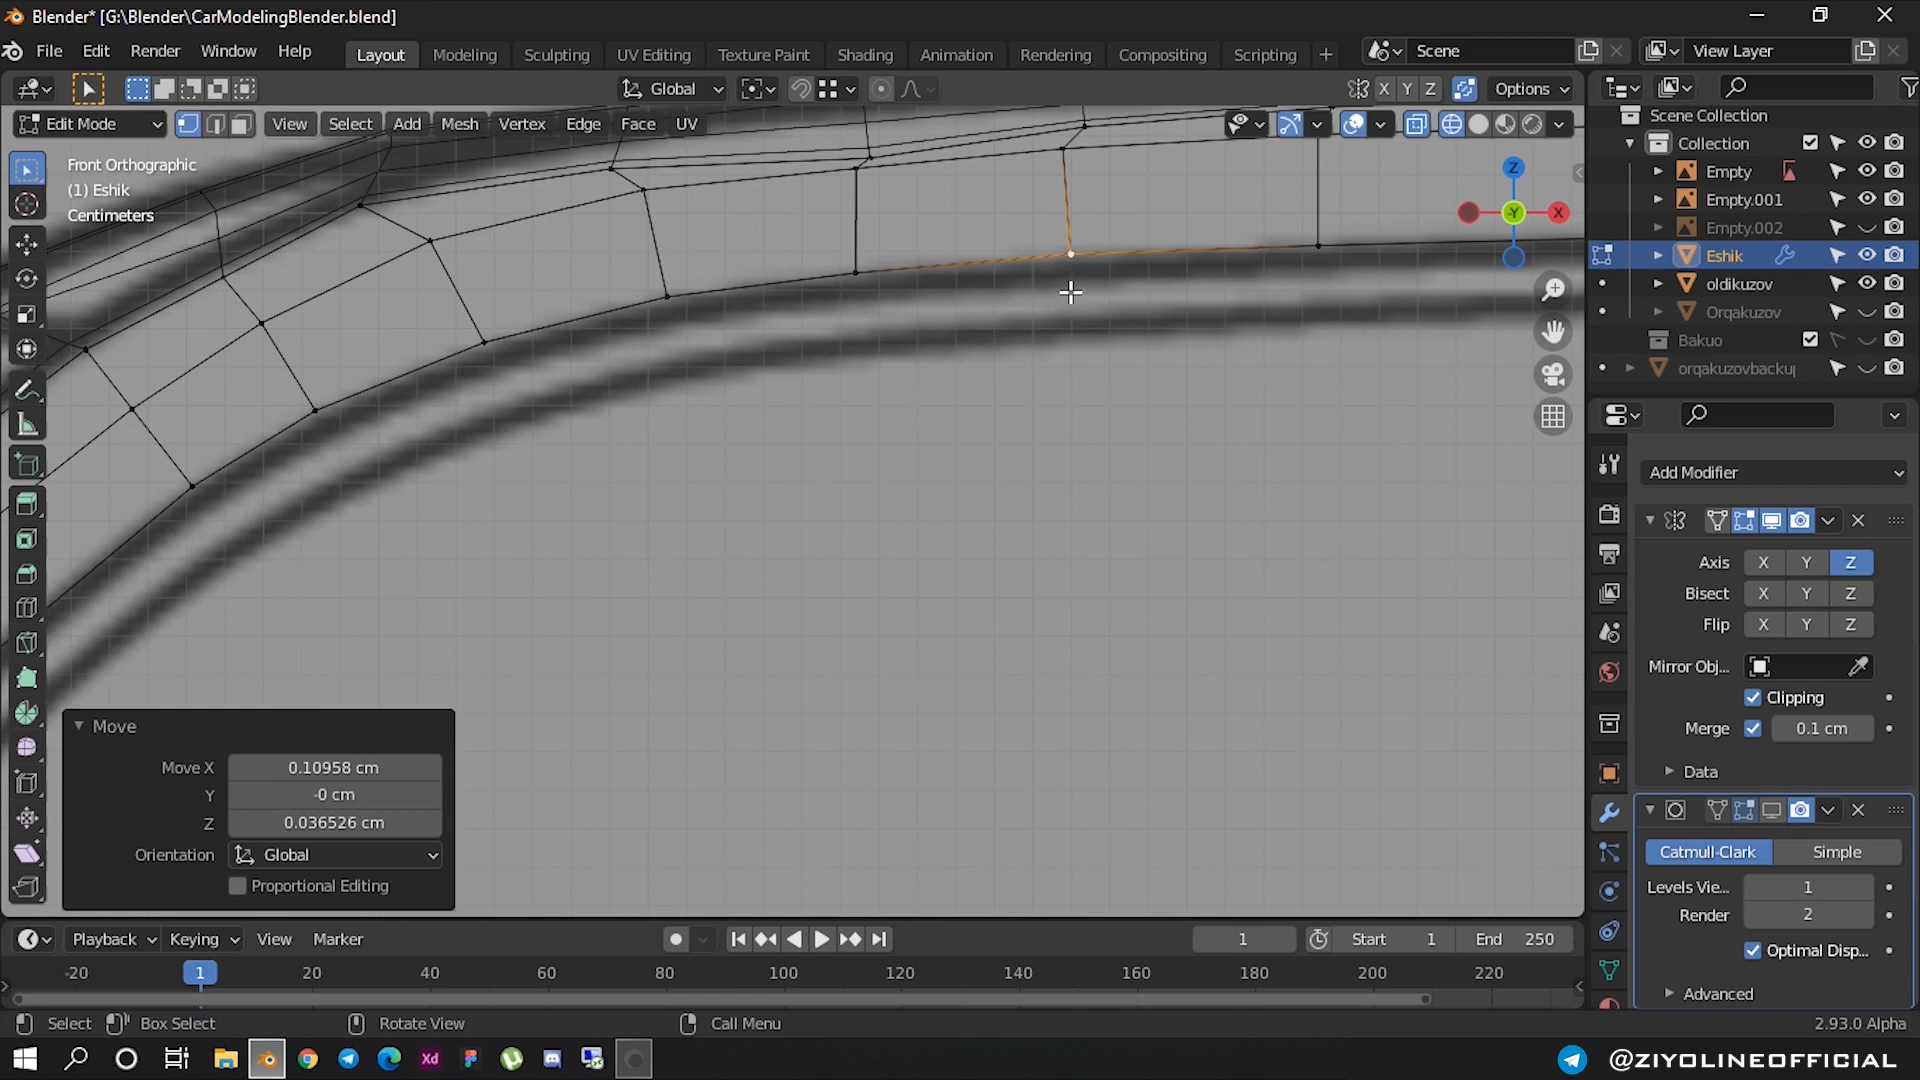 Blender* [G:\Blender\CarModelingBlender.blend]
File Edit Render Window Help Layout Modeling Sculpting UV Editing Texture Paint Shading Animation Rendering Compositing Scripting + Scene View Layer
Global X Y Z Options
Edit Mode View Select Add Mesh Vertex Edge Face UV
Front Orthographic
(1) Eshik
Centimeters
Z
-Y
X
Scene Collection
Collection
Empty
Empty.001
Empty.002
Eshik
oldikuzov
Orqakuzov
Bakuo
orqakuzovbackup
Add Modifier
Axis X Y Z
Bisect X Y Z
Flip X Y Z
Mirror Obj...
Clipping
Merge 0.1 cm
Data
Catmull-Clark Simple
Levels Vie... 1
Render 2
Optimal Disp...
Advanced
Move
Move X 0.10958 cm
Y -0 cm
Z 0.036526 cm
Orientation Global
Proportional Editing
Playback Keying View Marker 1 Start 1 End 250
-20 1 20 40 60 80 100 120 140 160 180 200 220
Select Box Select Rotate View Call Menu 2.93.0 Alpha
Xd @ZIYOLINEOFFICIAL